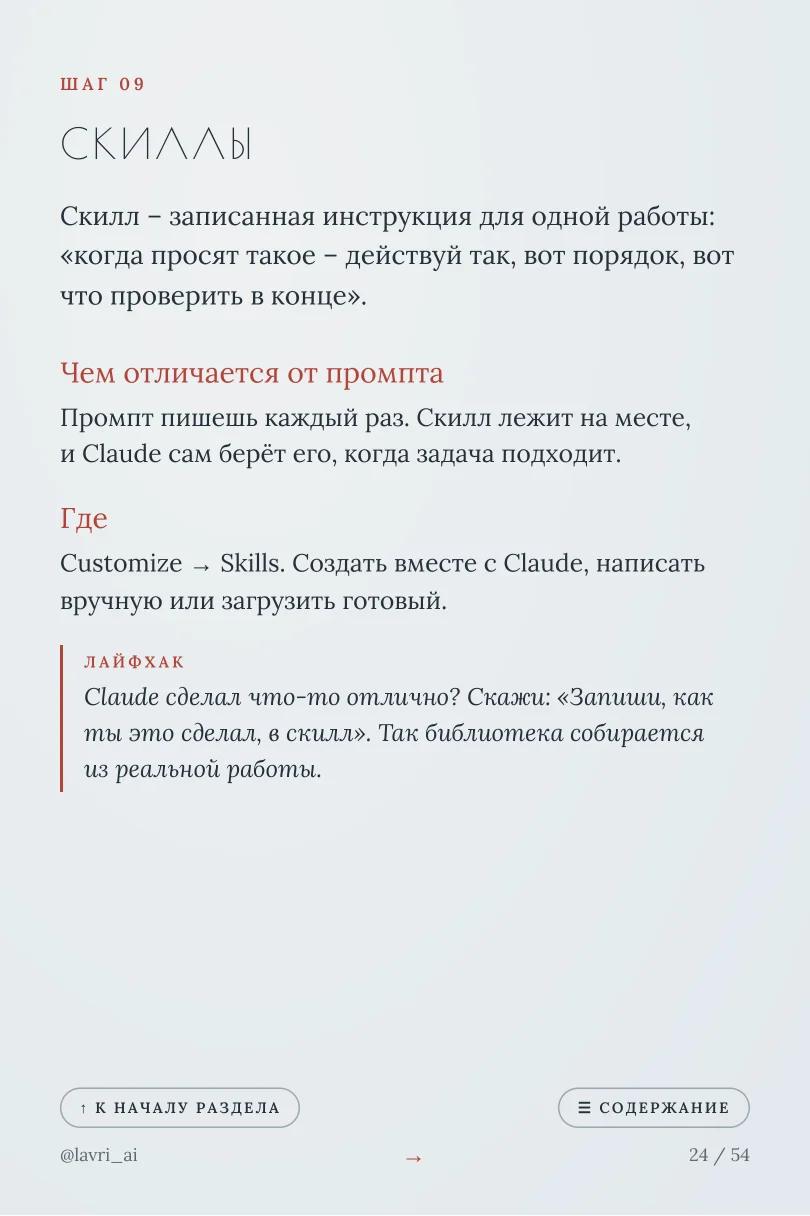 ШАГ 09
СКИЛЛЫ
Скилл – записанная инструкция для одной работы:
«когда просят такое – действуй так, вот порядок, вот
что проверить в конце».
Чем отличается от промпта
Промпт пишешь каждый раз. Скилл лежит на месте,
и Claude сам берёт его, когда задача подходит.
Где
Customize → Skills. Создать вместе с Claude, написать
вручную или загрузить готовый.
ЛАЙФХАК
Claude сделал что-то отлично? Скажи: «Запиши, как
ты это сделал, в скилл». Так библиотека собирается
из реальной работы.
↑ К НАЧАЛУ РАЗДЕЛА
☰ СОДЕРЖАНИЕ
@lavri_ai
→
24 / 54